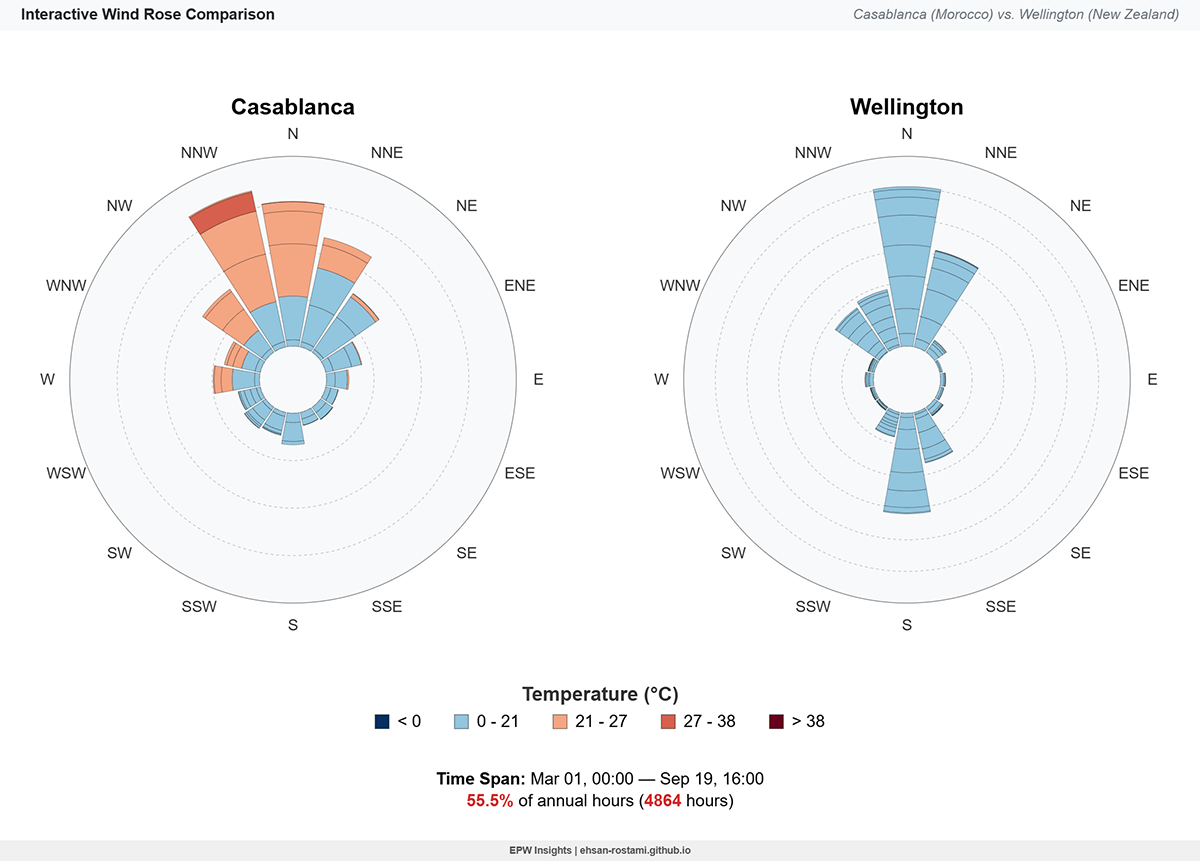 Interactive Wind Rose Comparison
Casablanca (Morocco) vs. Wellington (New Zealand)
Casablanca
N
NNW
NNE
NW
NE
WNW
ENE
W
E
WSW
ESE
SW
SE
SSW
SSE
S
Wellington
N
NNW
NNE
NW
NE
WNW
ENE
W
E
WSW
ESE
SW
SE
SSW
SSE
S
Temperature (°C)
< 0
0 - 21
21 - 27
27 - 38
> 38
Time Span: Mar 01, 00:00 — Sep 19, 16:00
55.5% of annual hours (4864 hours)
EPW Insights | ehsan-rostami.github.io